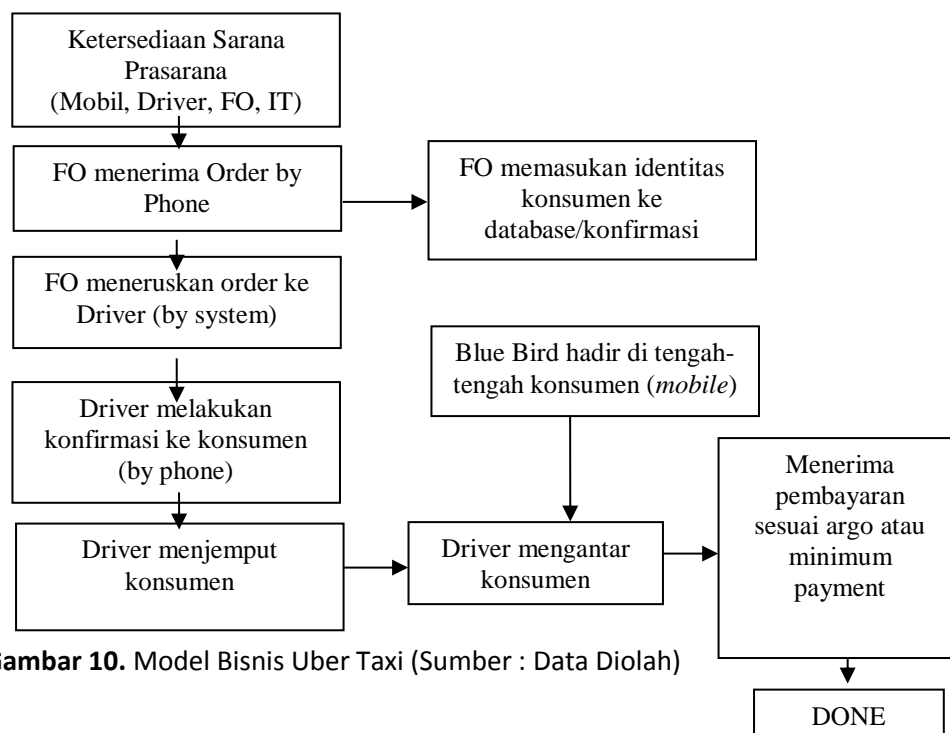 Ketersediaan Sarana
Prasarana
(Mobil, Driver, FO, IT)
FO menerima Order by
Phone
FO memasukan identitas
konsumen ke
database/konfirmasi
FO meneruskan order ke
Driver (by system)
Blue Bird hadir di tengah-
tengah konsumen (mobile)
Driver melakukan
konfirmasi ke konsumen
(by phone)
Driver menjemput
konsumen
Driver mengantar
konsumen
Menerima
pembayaran
sesuai argo atau
minimum
payment
Gambar 10. Model Bisnis Uber Taxi (Sumber : Data Diolah)
DONE